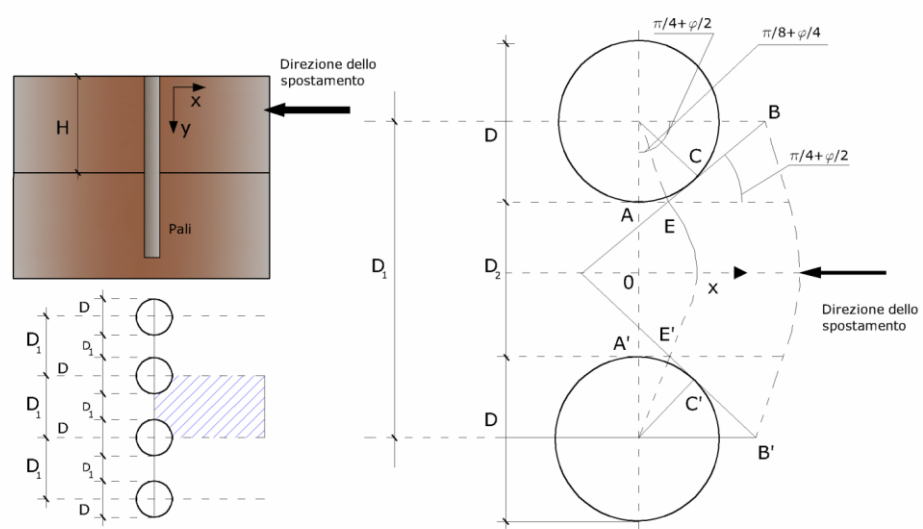 Direzione dello
spostamento
x
y
H
Pali
D
D₁
D₁
D
D₁
D₁
D
D₁
D₁
D
π/4+φ/2
π/8+φ/4
D
B
C
π/4+φ/2
A
E
D₁
D₂
0
x
Direzione dello
spostamento
A'
E'
C'
D
B'